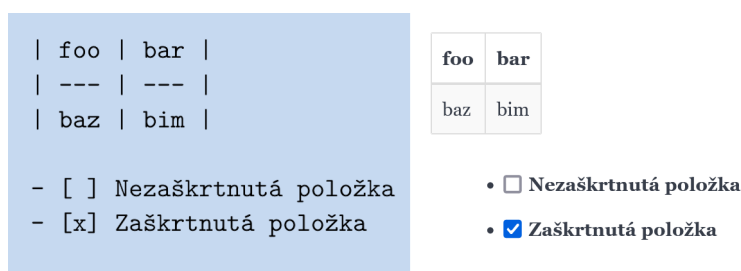 | foo | bar |
| --- | --- |
| baz | bim |
- [ ] Nezaškrtnutá položka
- [x] Zaškrtnutá položka
foo bar
baz bim
• Nezaškrtnutá položka
• Zaškrtnutá položka